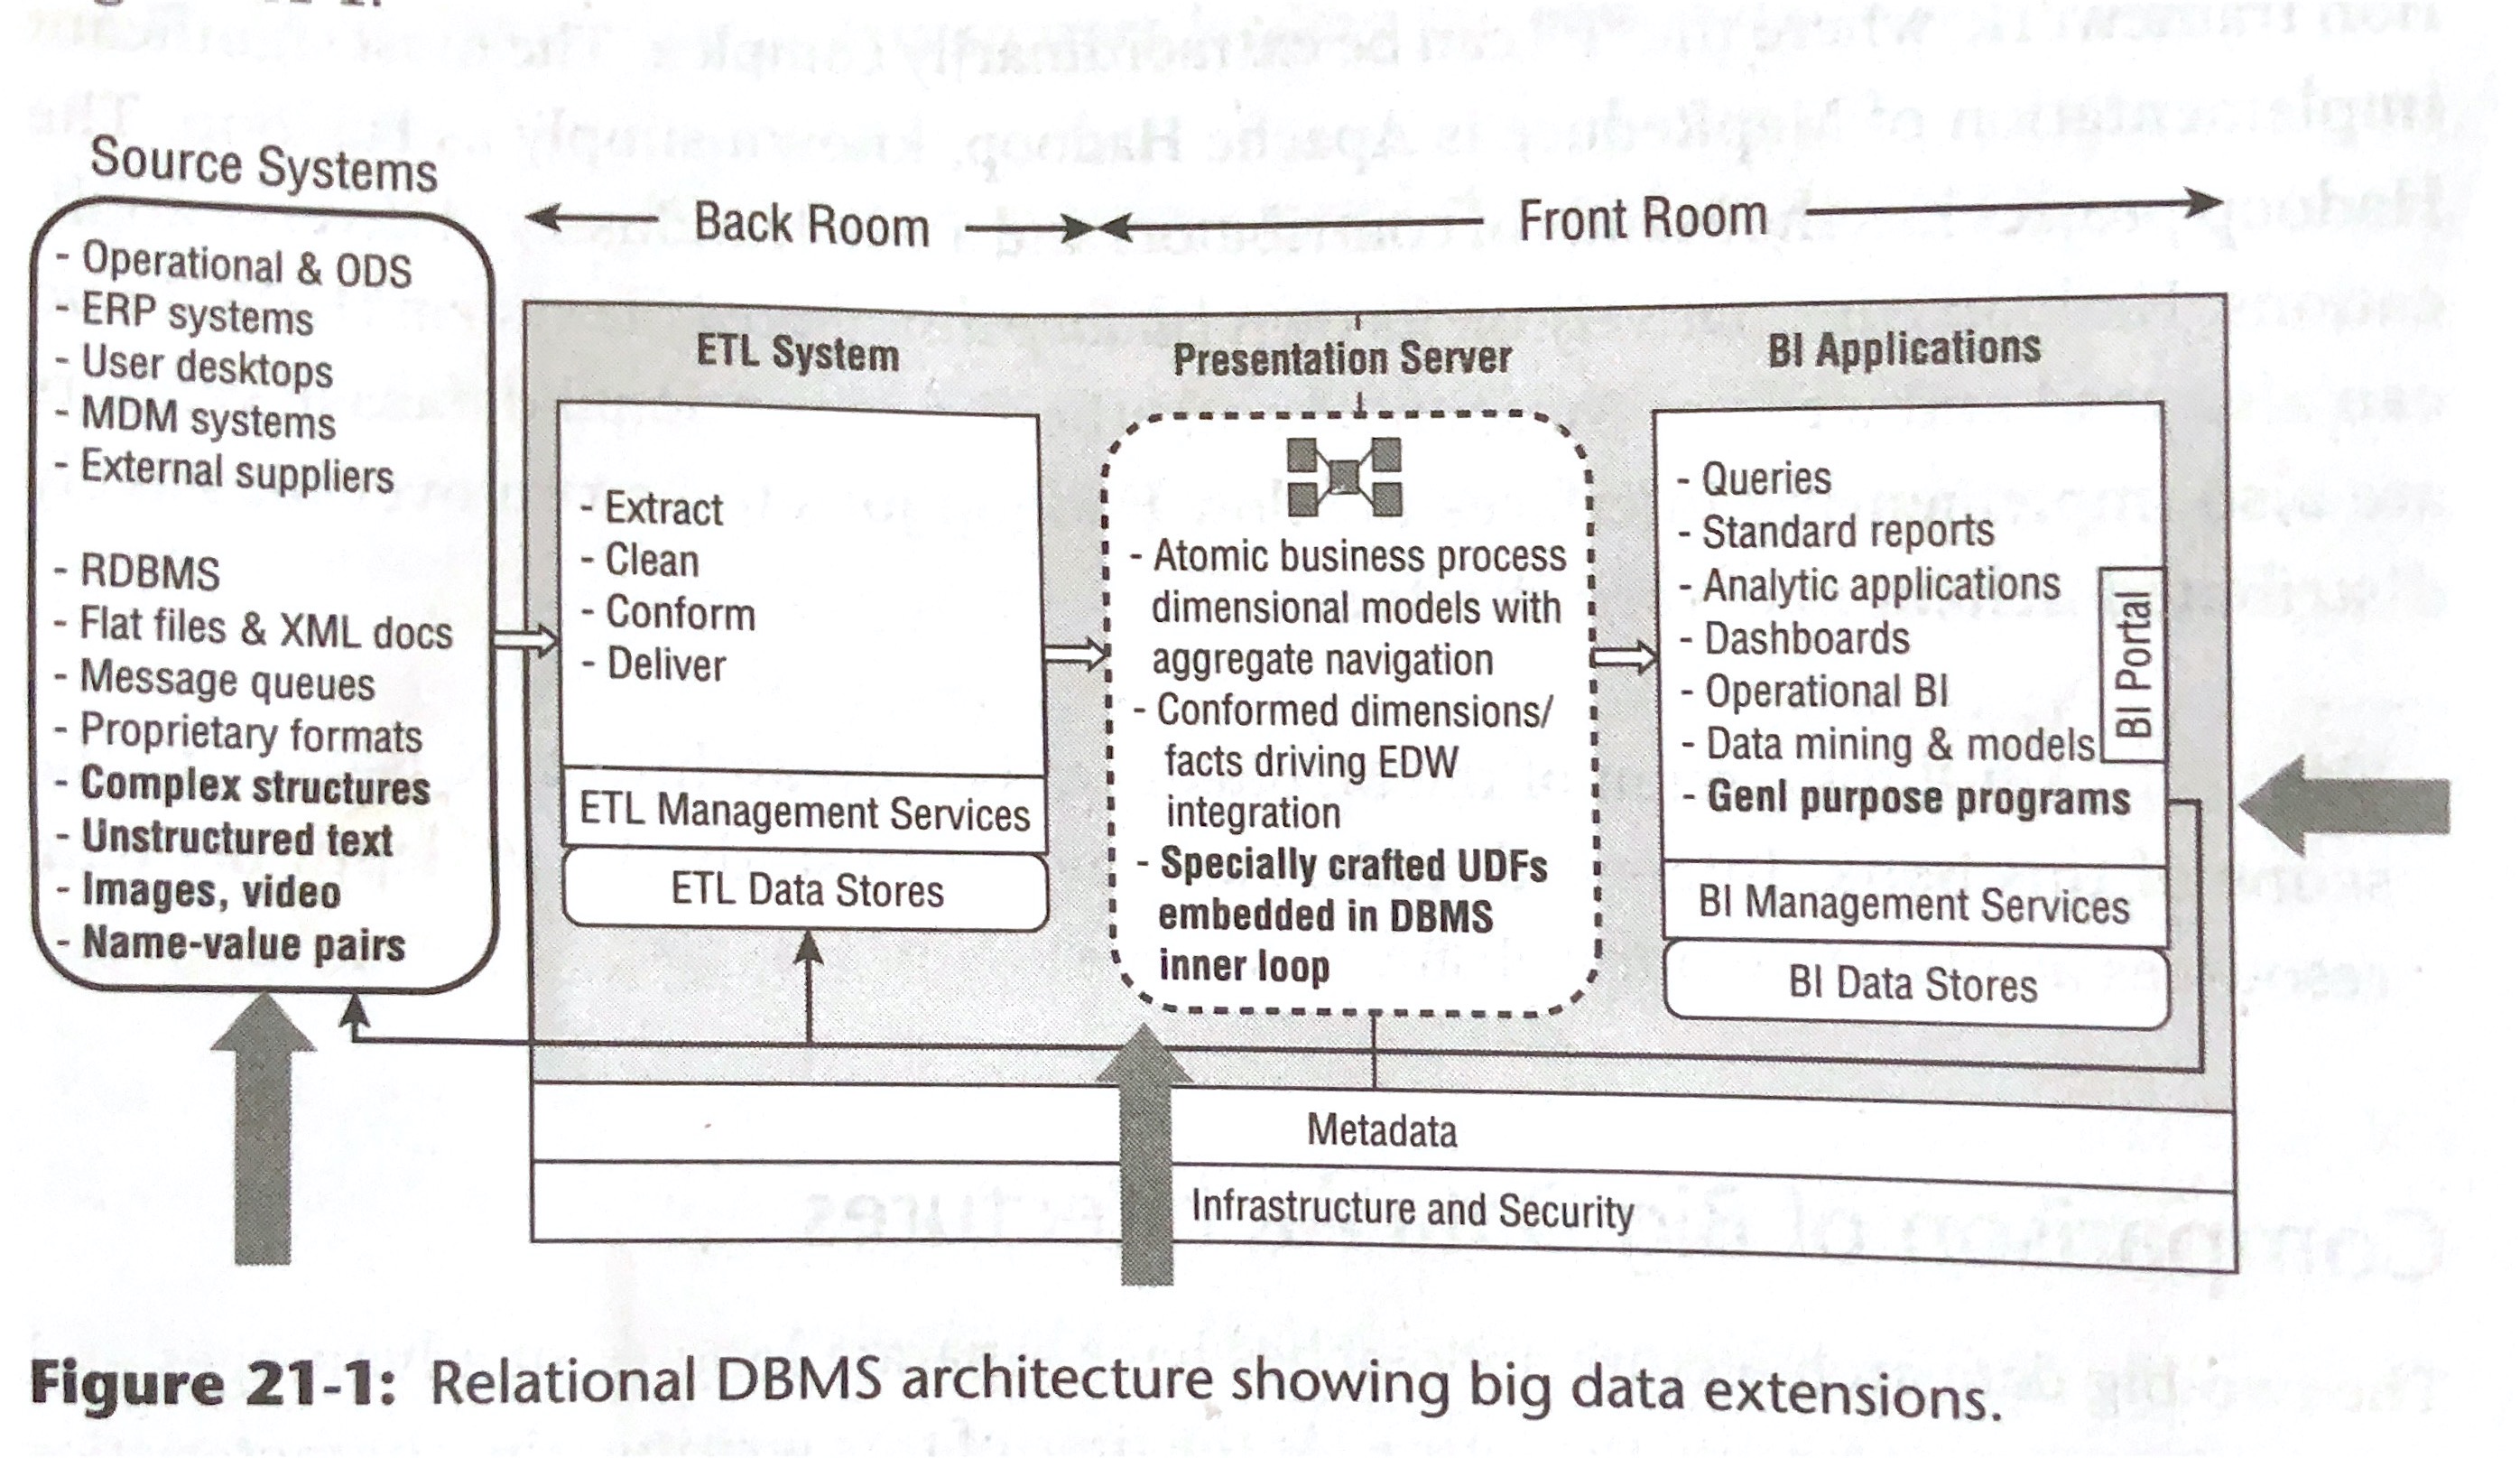 Source Systems
- Operational & ODS
- ERP systems
- User desktops
- MDM systems
- External suppliers
- RDBMS
- Flat files & XML docs
- Message queues
- Proprietary formats
- Complex structures
- Unstructured text
- Images, video
- Name-value pairs
Back Room
Front Room
ETL System
- Extract
- Clean
- Conform
- Deliver
ETL Management Services
ETL Data Stores
Presentation Server
- Atomic business process
dimensional models with
aggregate navigation
- Conformed dimensions/
facts driving EDW
integration
- Specially crafted UDFs
embedded in DBMS
inner loop
BI Applications
- Queries
- Standard reports
- Analytic applications
- Dashboards
- Operational BI
- Data mining & models
- Genl purpose programs
BI Portal
BI Management Services
BI Data Stores
Metadata
Infrastructure and Security
Figure 21-1: Relational DBMS architecture showing big data extensions.